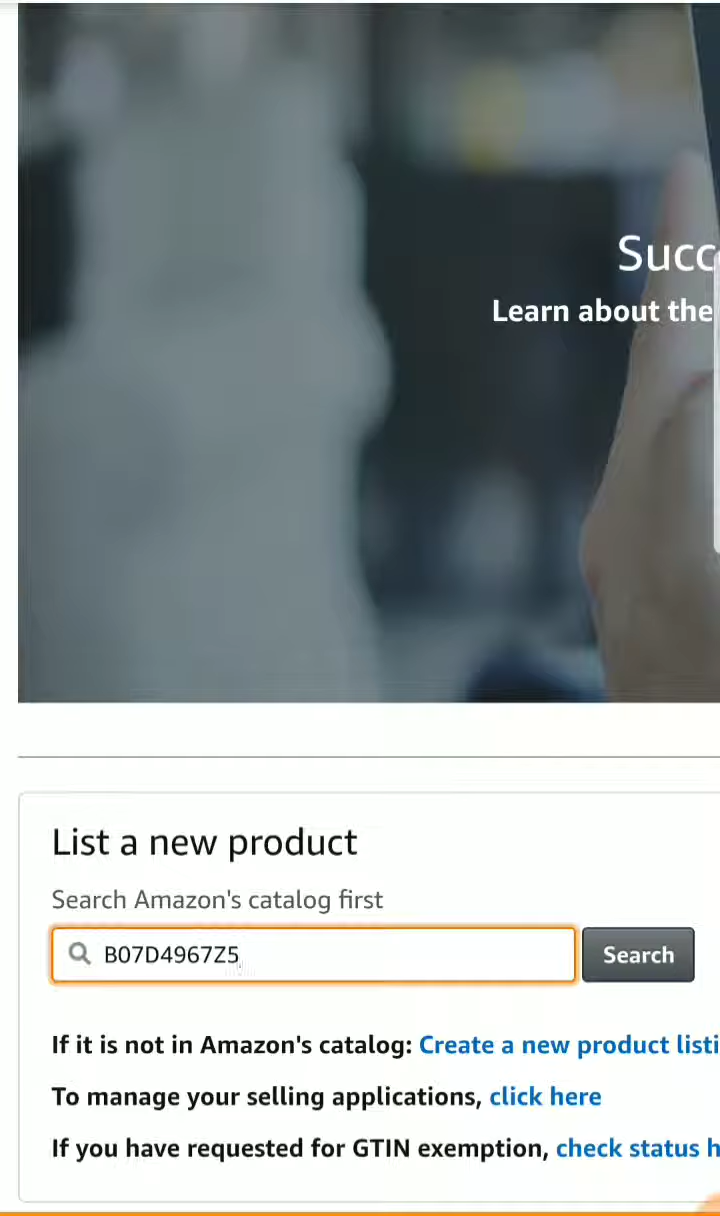 Succ
Learn about the
List a new product
Search Amazon's catalog first
B07D4967Z5
Search
If it is not in Amazon's catalog: Create a new product listi
To manage your selling applications, click here
If you have requested for GTIN exemption, check status h